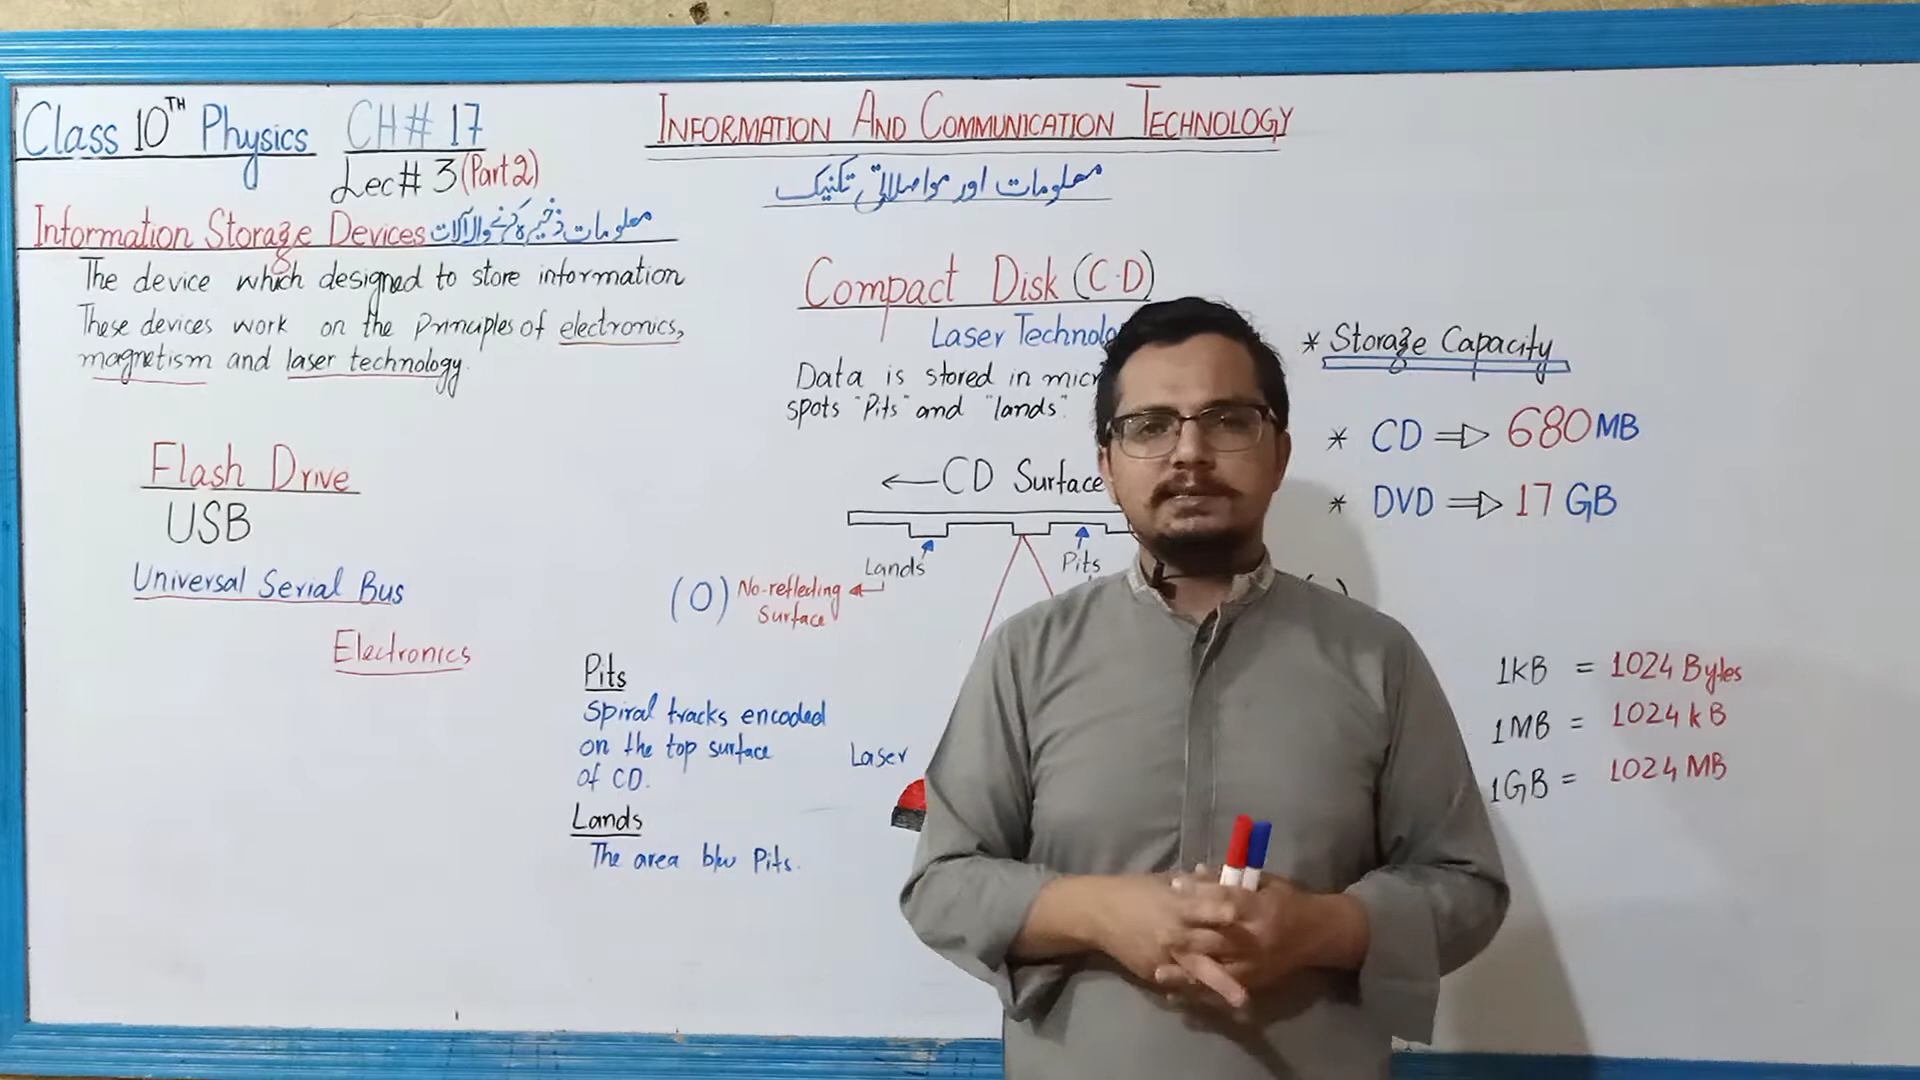 Class 10TH Physics
CH# 17
Lec# 3 (Part 2)
INFORMATION AND COMMUNICATION TECHNOLOGY
معلومات اور مواصلاتی تکنیک
Information Storage Devices معلومات ذخیرہ کرنے والے آلات
The device which designed to store information
These devices work on the principles of electronics,
magnetism and laser technology.
Flash Drive
USB
Universal Serial Bus
Electronics
Compact Disk (C.D)
Laser
Data is stored in
spots "Pits" and "lands".
← CD Surface
Lands
Pits
(0) No-reflecting
Surface
Pits
Spiral tracks encoded
on the top surface
of CD.
Lands
The area b/w Pits.
Laser
* Storage Capacity
* CD ⇒ 680 MB
* DVD ⇒ 17 GB
1kB = 1024 Bytes
1MB = 1024 kB
1GB = 1024 MB